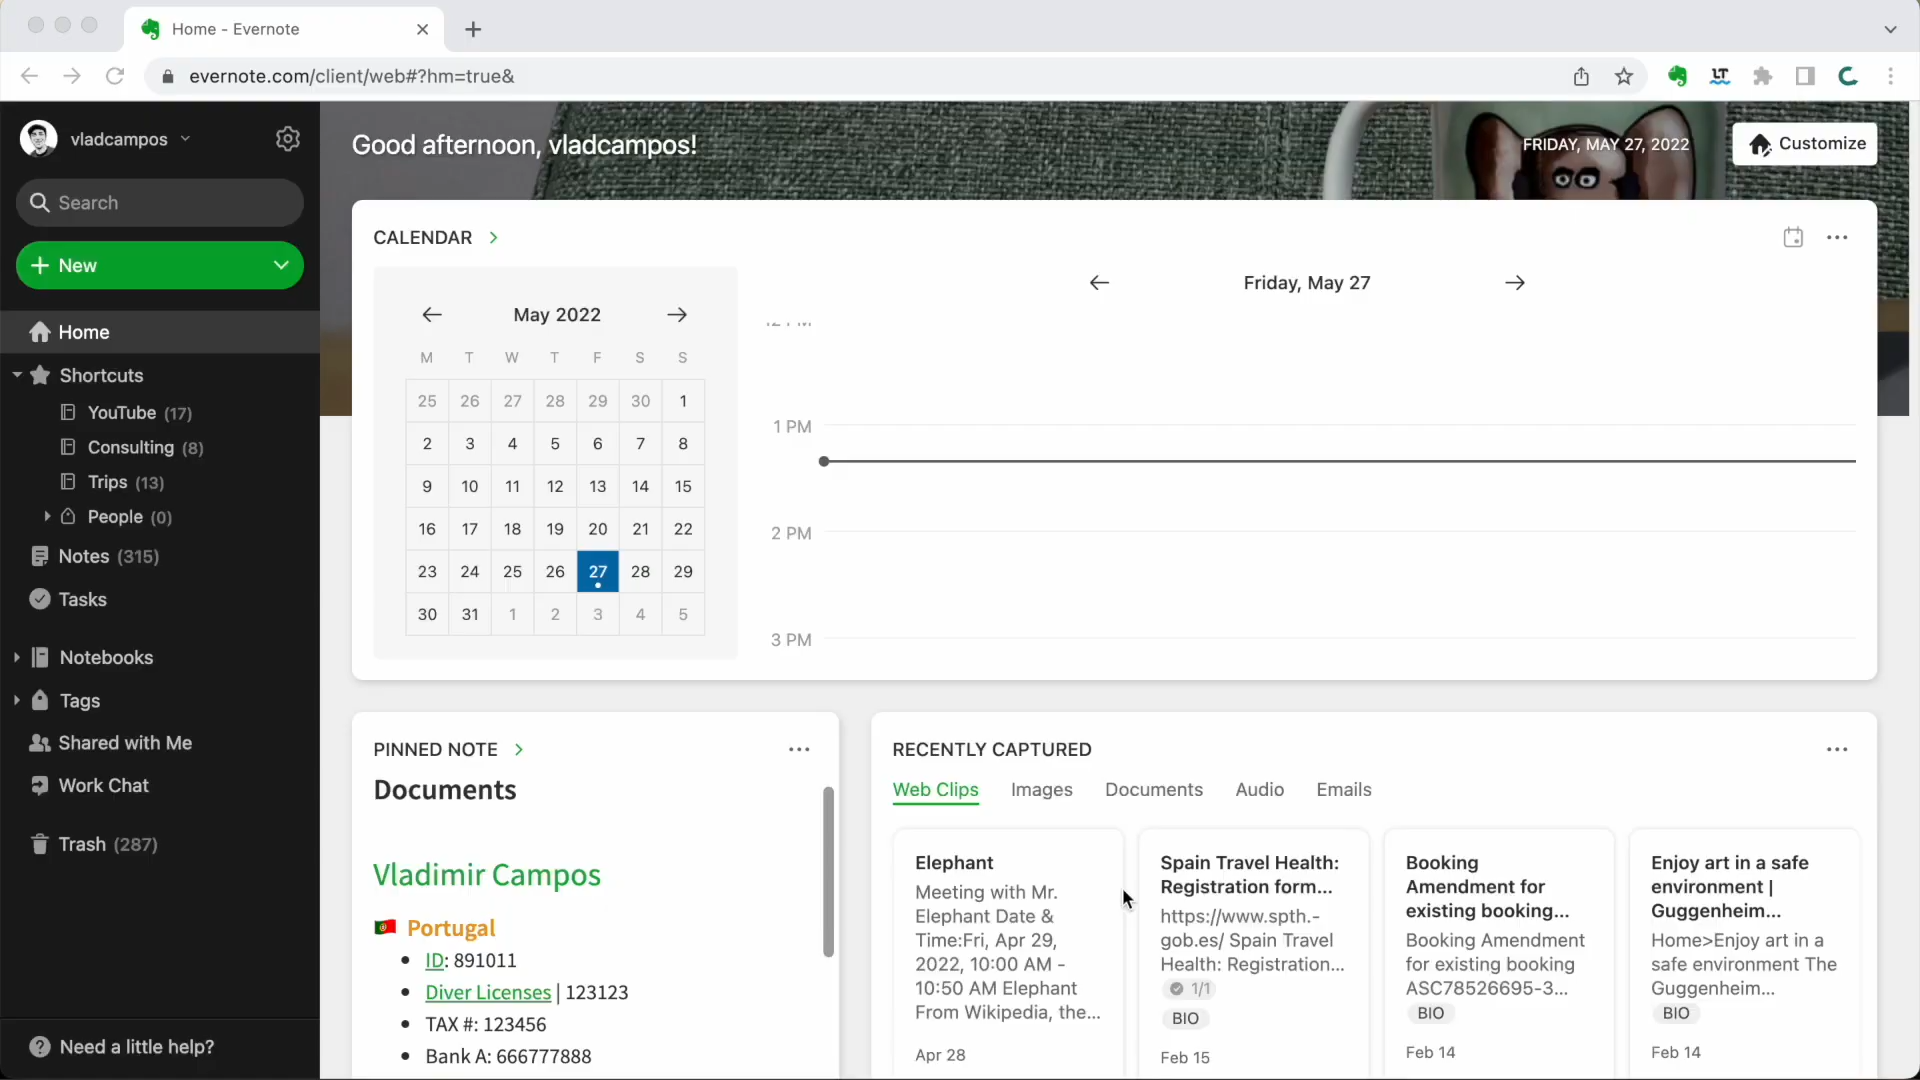 Home - Evernote
evernote.com/client/web#?hm=true&
vladcampos
Search
New
Home
Shortcuts
YouTube (17)
Consulting (8)
Trips (13)
People (0)
Notes (315)
Tasks
Notebooks
Tags
Shared with Me
Work Chat
Trash (287)
Need a little help?
Good afternoon, vladcampos!
FRIDAY, MAY 27, 2022
Customize
CALENDAR
May 2022
M T W T F S S
25 26 27 28 29 30 1
2 3 4 5 6 7 8
9 10 11 12 13 14 15
16 17 18 19 20 21 22
23 24 25 26 27 28 29
30 31 1 2 3 4 5
Friday, May 27
12 PM
1 PM
2 PM
3 PM
PINNED NOTE
Documents
Vladimir Campos
Portugal
ID: 891011
Diver Licenses | 123123
TAX #: 123456
Bank A: 666777888
RECENTLY CAPTURED
Web Clips Images Documents Audio Emails
Elephant
Meeting with Mr.
Elephant Date &
Time:Fri, Apr 29,
2022, 10:00 AM -
10:50 AM Elephant
From Wikipedia, the...
Apr 28
Spain Travel Health:
Registration form...
https://www.spth.-
gob.es/ Spain Travel
Health: Registration...
1/1
BIO
Feb 15
Booking
Amendment for
existing booking...
Booking Amendment
for existing booking
ASC78526695-3...
BIO
Feb 14
Enjoy art in a safe
environment |
Guggenheim...
Home>Enjoy art in a
safe environment The
Guggenheim...
BIO
Feb 14